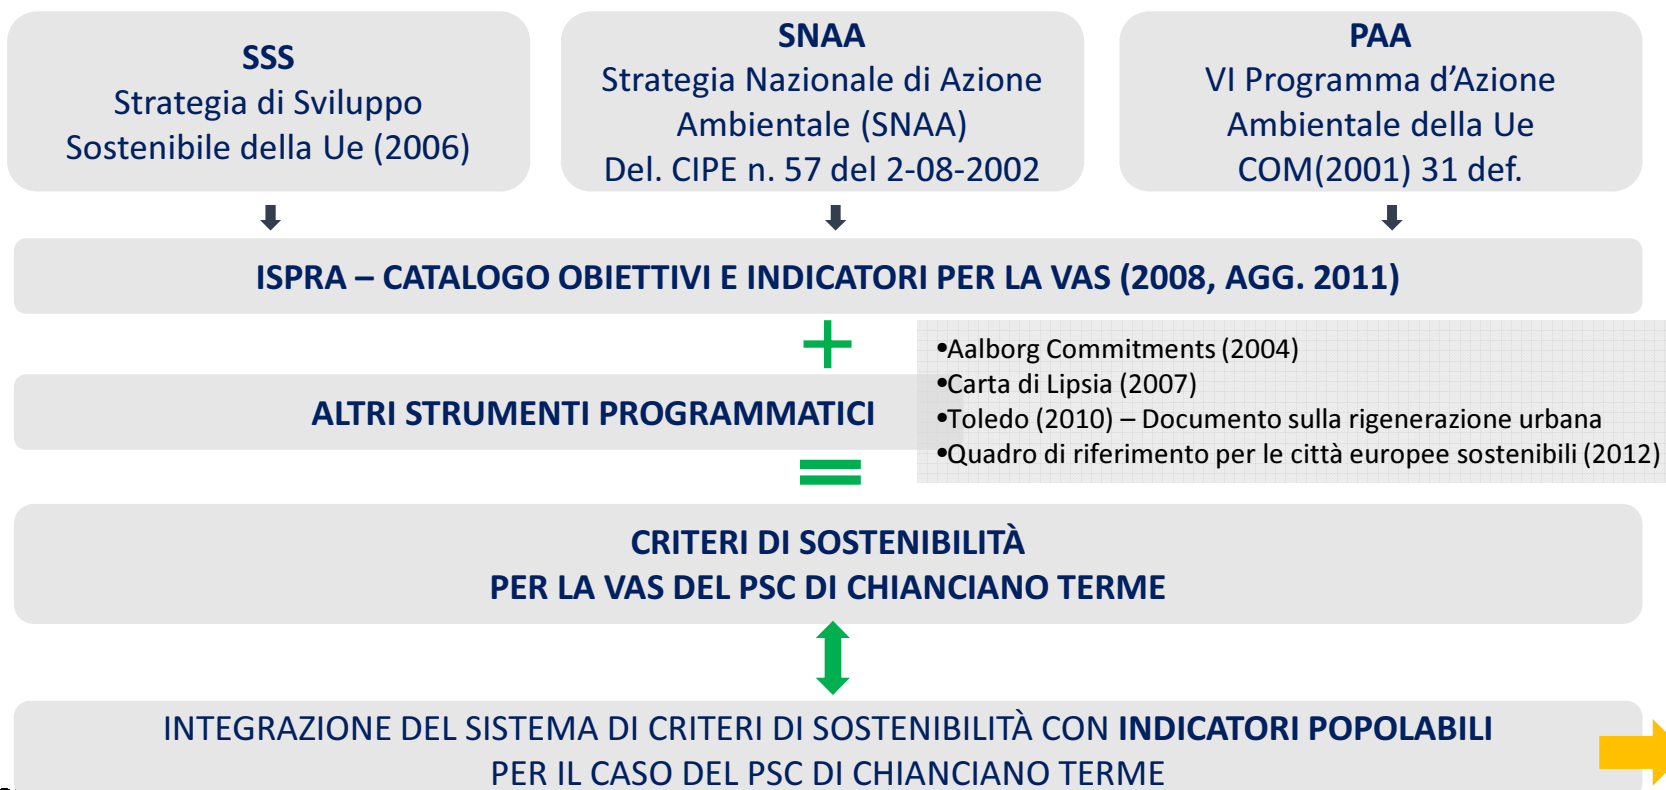 SSS
Strategia di Sviluppo
Sostenibile della Ue (2006)
SNAA
Strategia Nazionale di Azione
Ambientale (SNAA)
Del. CIPE n. 57 del 2-08-2002
PAA
VI Programma d’Azione
Ambientale della Ue
COM(2001) 31 def.
ISPRA – CATALOGO OBIETTIVI E INDICATORI PER LA VAS (2008, AGG. 2011)
+
ALTRI STRUMENTI PROGRAMMATICI
•Aalborg Commitments (2004)
•Carta di Lipsia (2007)
•Toledo (2010) – Documento sulla rigenerazione urbana
•Quadro di riferimento per le città europee sostenibili (2012)
=
CRITERI DI SOSTENIBILITÀ
PER LA VAS DEL PSC DI CHIANCIANO TERME
INTEGRAZIONE DEL SISTEMA DI CRITERI DI SOSTENIBILITÀ CON INDICATORI POPOLABILI
PER IL CASO DEL PSC DI CHIANCIANO TERME